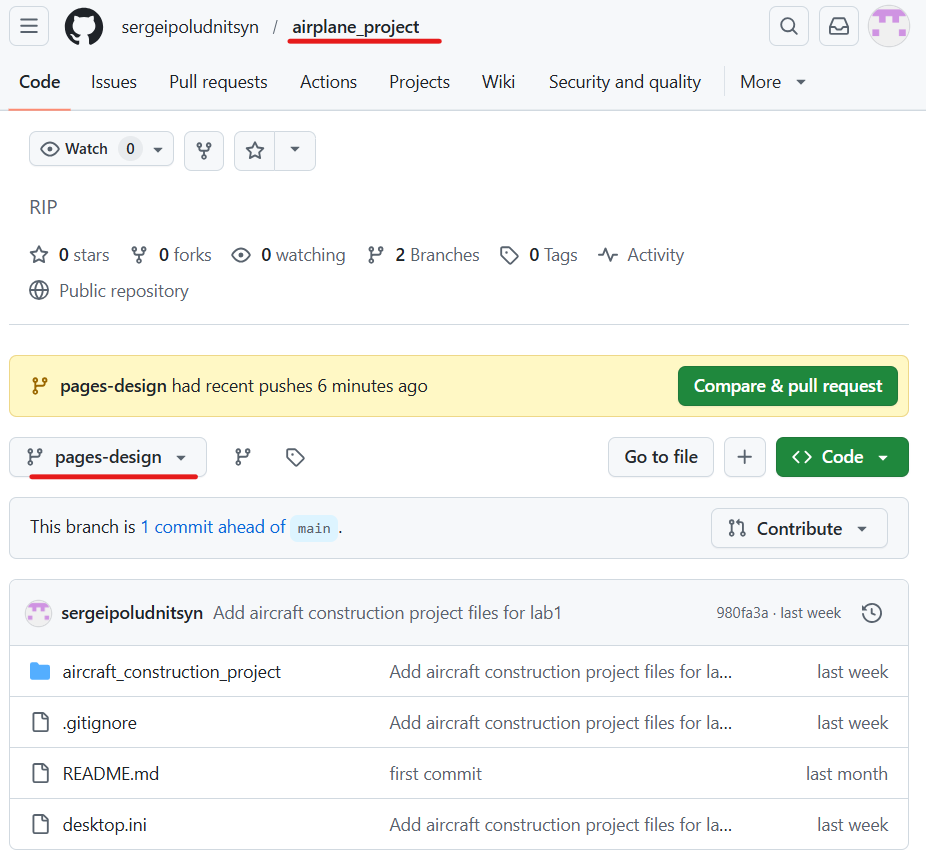 sergeipoludnitsyn / airplane_project
Code Issues Pull requests Actions Projects Wiki Security and quality More
Watch 0
RIP
0 stars 0 forks 0 watching 2 Branches 0 Tags Activity
Public repository
pages-design had recent pushes 6 minutes ago Compare & pull request
pages-design Go to file Code
This branch is 1 commit ahead of main. Contribute
sergeipoludnitsyn Add aircraft construction project files for lab1 980fa3a · last week
aircraft_construction_project Add aircraft construction project files for la... last week
.gitignore Add aircraft construction project files for la... last week
README.md first commit last month
desktop.ini Add aircraft construction project files for la... last week